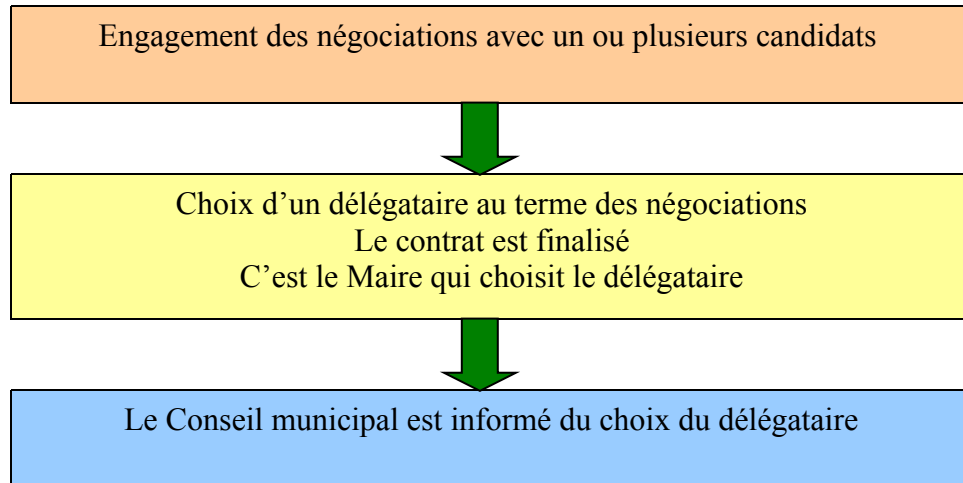 Engagement des négociations avec un ou plusieurs candidats
Choix d’un délégataire au terme des négociations
Le contrat est finalisé
C’est le Maire qui choisit le délégataire
Le Conseil municipal est informé du choix du délégataire